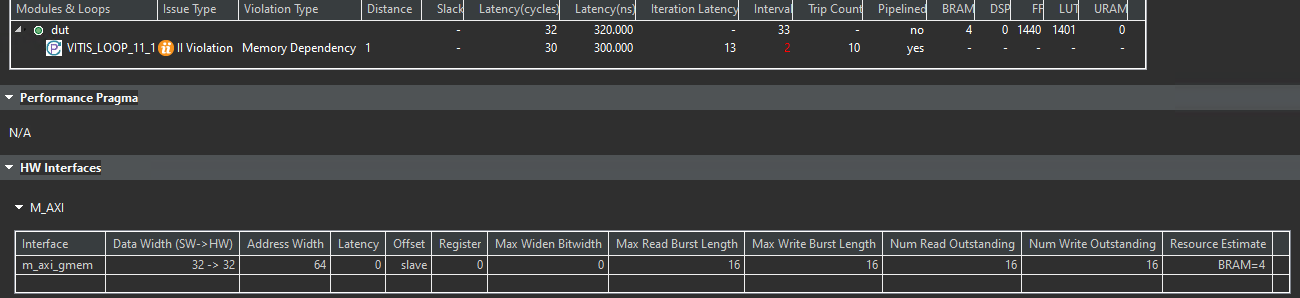 Modules & Loops Issue Type Violation Type Distance Slack Latency(cycles) Latency(ns) Iteration Latency Interval Trip Count Pipelined BRAM DSP FF LUT URAM
dut - 32 320.000 - 33 - no 4 0 1440 1401 0
VITIS_LOOP_11_1 II Violation Memory Dependency 1 - 30 300.000 13 2 10 yes - - - - -
Performance Pragma
N/A
HW Interfaces
M_AXI
Interface Data Width (SW->HW) Address Width Latency Offset Register Max Widen Bitwidth Max Read Burst Length Max Write Burst Length Num Read Outstanding Num Write Outstanding Resource Estimate
m_axi_gmem 32 -> 32 64 0 slave 0 0 16 16 16 16 BRAM=4